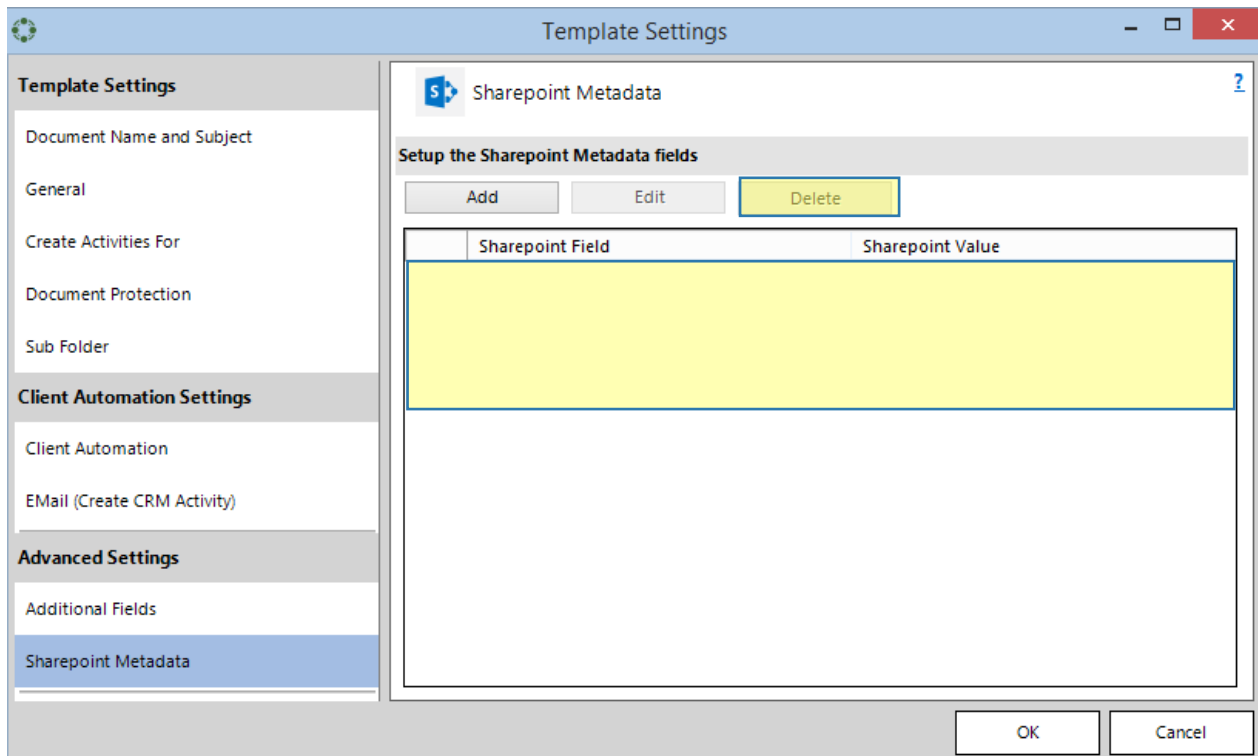 Template Settings
Template Settings
Document Name and Subject
General
Create Activities For
Document Protection
Sub Folder
Client Automation Settings
Client Automation
EMail (Create CRM Activity)
Advanced Settings
Additional Fields
Sharepoint Metadata
S Sharepoint Metadata ?
Setup the Sharepoint Metadata fields
Add Edit Delete
Sharepoint Field Sharepoint Value
OK Cancel